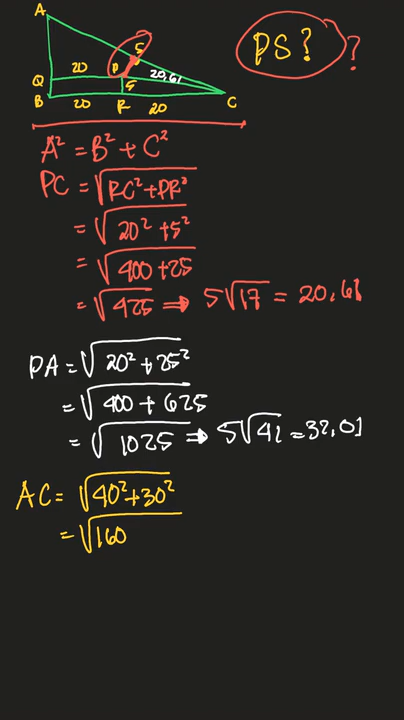 A
S
20
P
20,61
Q
5
B
20
R
20
C
PS?
?
A² = B² + C²
PC = √RC² + PR²
= √20² + 5²
= √400 + 25
= √425 ⇒ 5√17 = 20,61
PA = √20² + 25²
= √400 + 625
= √1025 ⇒ 5√41 = 32,01
AC = √40² + 30²
= √160